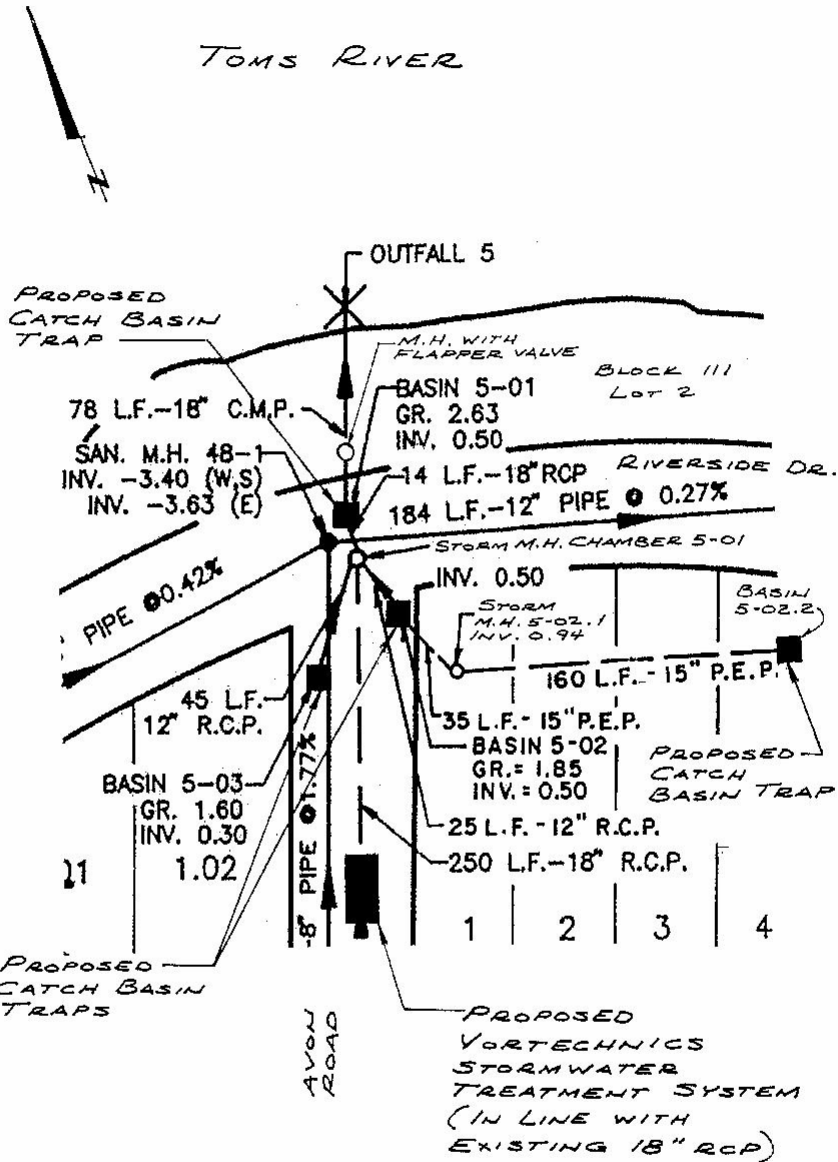 TOMS RIVER
N
OUTFALL 5
PROPOSED
CATCH BASIN
TRAP
M.H. WITH
FLAPPER VALVE
BLOCK 111
LOT 2
78 L.F.-18" C.M.P.
BASIN 5-01
GR. 2.63
INV. 0.50
SAN. M.H. 48-1
INV. -3.40 (W,S)
INV. -3.63 (E)
14 L.F.-18" RCP
RIVERSIDE DR.
184 L.F.-12" PIPE @ 0.27%
STORM M.H. CHAMBER 5-01
INV. 0.50
PIPE @0.42%
STORM
M.H. 5-02.1
INV. 0.94
BASIN
5-02.2
160 L.F.-15" P.E.P.
45 L.F.
12" R.C.P.
35 L.F.-15" P.E.P.
BASIN 5-02
GR.= 1.85
INV.= 0.50
PROPOSED
CATCH
BASIN TRAP
BASIN 5-03
GR. 1.60
INV. 0.30
-8" PIPE @1.77%
25 L.F.-12" R.C.P.
250 L.F.-18" R.C.P.
1.02
1
2
3
4
PROPOSED
CATCH BASIN
TRAPS
AVON
ROAD
PROPOSED
VORTECHNICS
STORMWATER
TREATMENT SYSTEM
(IN LINE WITH
EXISTING 18" RCP)